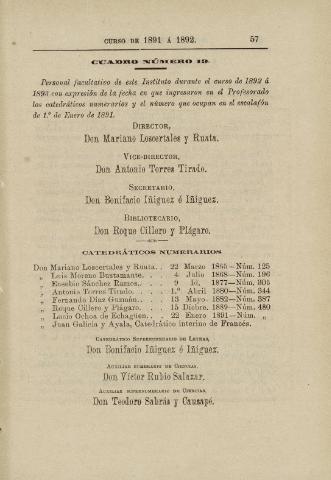 CURSO DE 1891 Á 1892. 57
CUADRO NÚMERO 19.
Personal facultativo de este Instituto durante el curso de 1892 á
1893 con expresión de la fecha en que ingresaron en el Profesorado
los catedráticos numerarios y el número que ocupan en el escalafón
de 1.º de Enero de 1891.
DIRECTOR,
Don Mariano Loscertales y Ruata.
VICE-DIRECTOR,
Don Antonio Torres Tirado.
SECRETARIO,
Don Bonifacio Iñiguez é Iñiguez.
BIBLIOTECARIO,
Don Roque Cillero y Plágaro.
CATEDRÁTICOS NUMERARIOS
Don Mariano Loscertales y Ruata. . 22 Marzo 1865—Núm. 125
„ Luis Moreno Bustamante. . . 4 Julio 1868—Núm. 196
„ Eusebio Sánchez Ramos. . . 9 Id. 1877—Núm. 305
„ Antonio Torres Tirado. . . . 1.º Abril 1880—Núm. 344
„ Fernando Díaz Guzmán. . . . 13 Mayo 1882—Núm. 387
„ Roque Cillero y Plágaro. . . 15 Dibre. 1889—Núm. 480
„ Lucio Ochoa de Echagüen. . . 22 Enero 1891—Núm. „
„ Juan Galicia y Ayala, Catedrático interino de Francés.
CATEDRÁTICO SUPERNUMERARIO DE LETRAS,
Don Bonifacio Iñiguez é Iñiguez.
AUXILIAR NUMERARIO DE CIENCIAS,
Don Víctor Rubio Salazar.
AUXILIAR SUPERNUMERARIO DE CIENCIAS,
Don Teodoro Sabrás y Causapé.